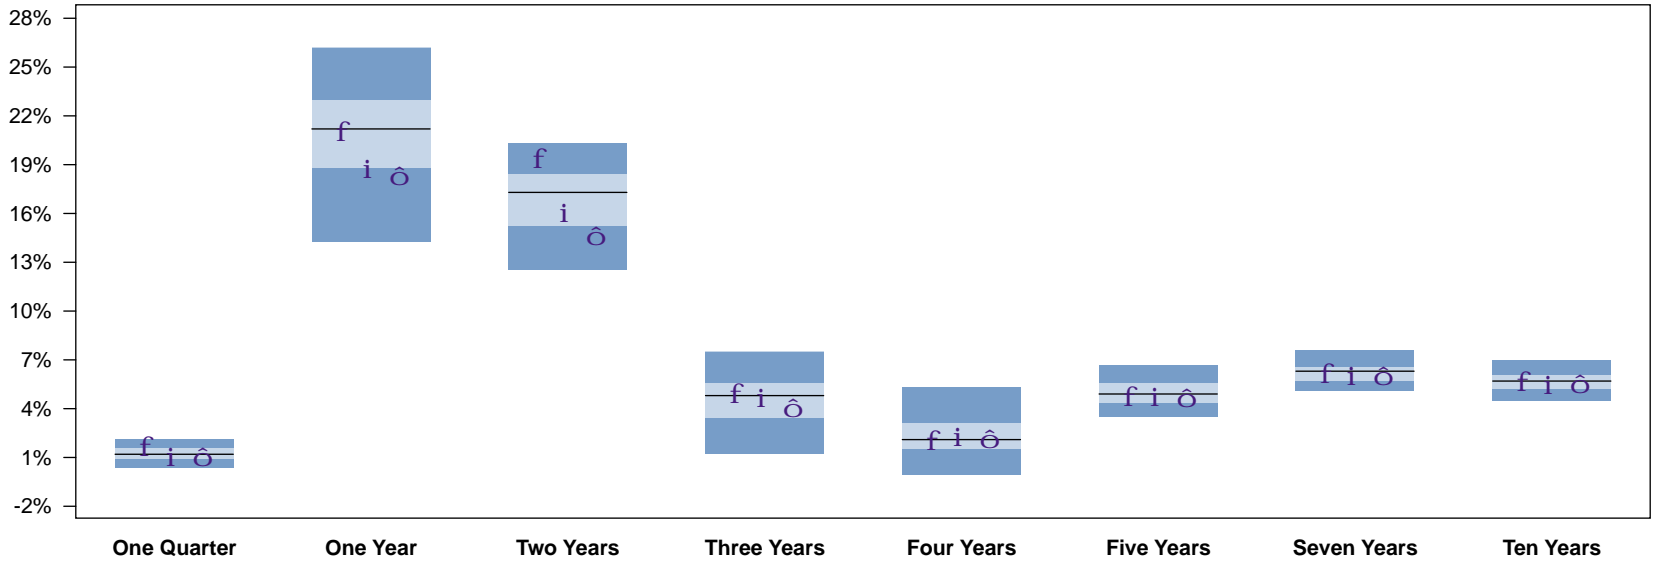 28%
25%
22%
19%
16%
13%
10%
7%
4%
1%
-2%
f i ô
f i ô
f i ô
f i ô
f i ô
f i ô
f i ô
f i ô
One Quarter One Year Two Years Three Years Four Years Five Years Seven Years Ten Years